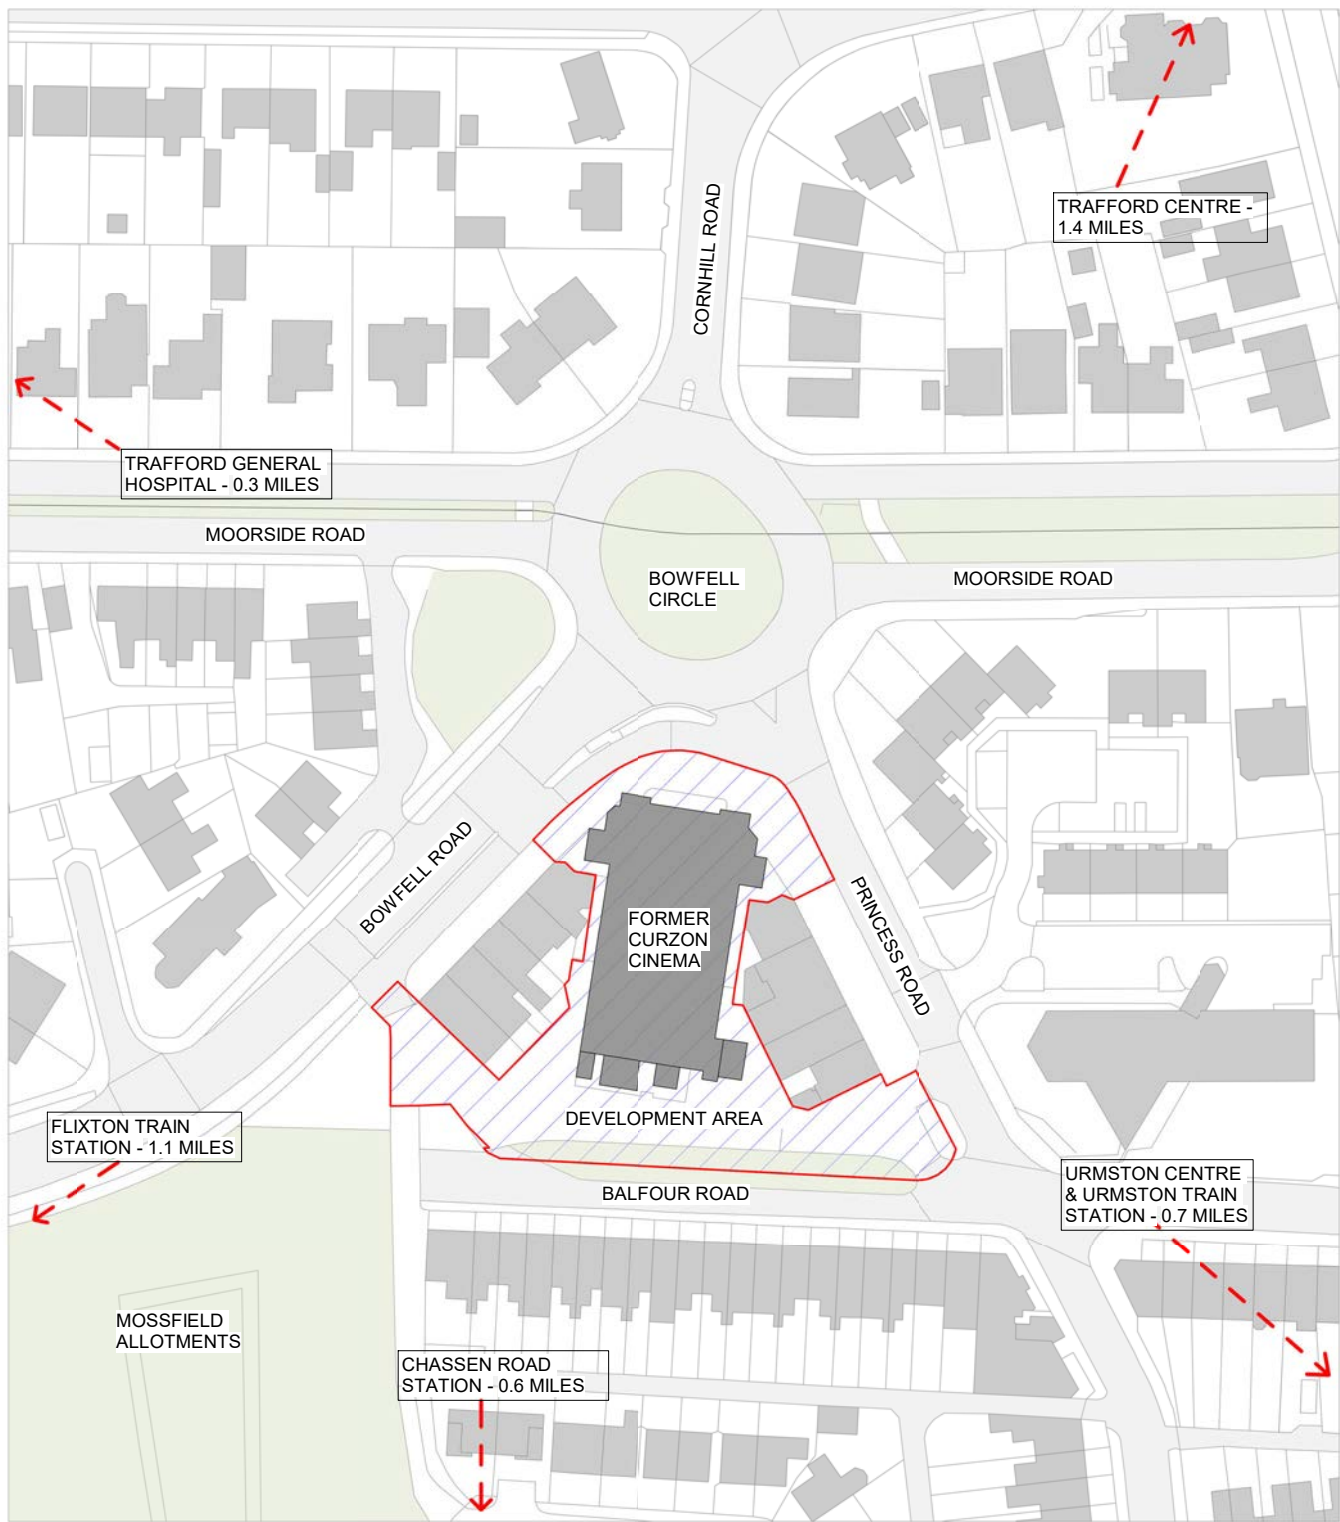 CORNHILL ROAD
TRAFFORD CENTRE -
1.4 MILES
TRAFFORD GENERAL
HOSPITAL - 0.3 MILES
MOORSIDE ROAD
BOWFELL
CIRCLE
MOORSIDE ROAD
BOWFELL ROAD
FORMER
CURZON
CINEMA
PRINCESS ROAD
DEVELOPMENT AREA
FLIXTON TRAIN
STATION - 1.1 MILES
BALFOUR ROAD
URMSTON CENTRE
& URMSTON TRAIN
STATION - 0.7 MILES
MOSSFIELD
ALLOTMENTS
CHASSEN ROAD
STATION - 0.6 MILES